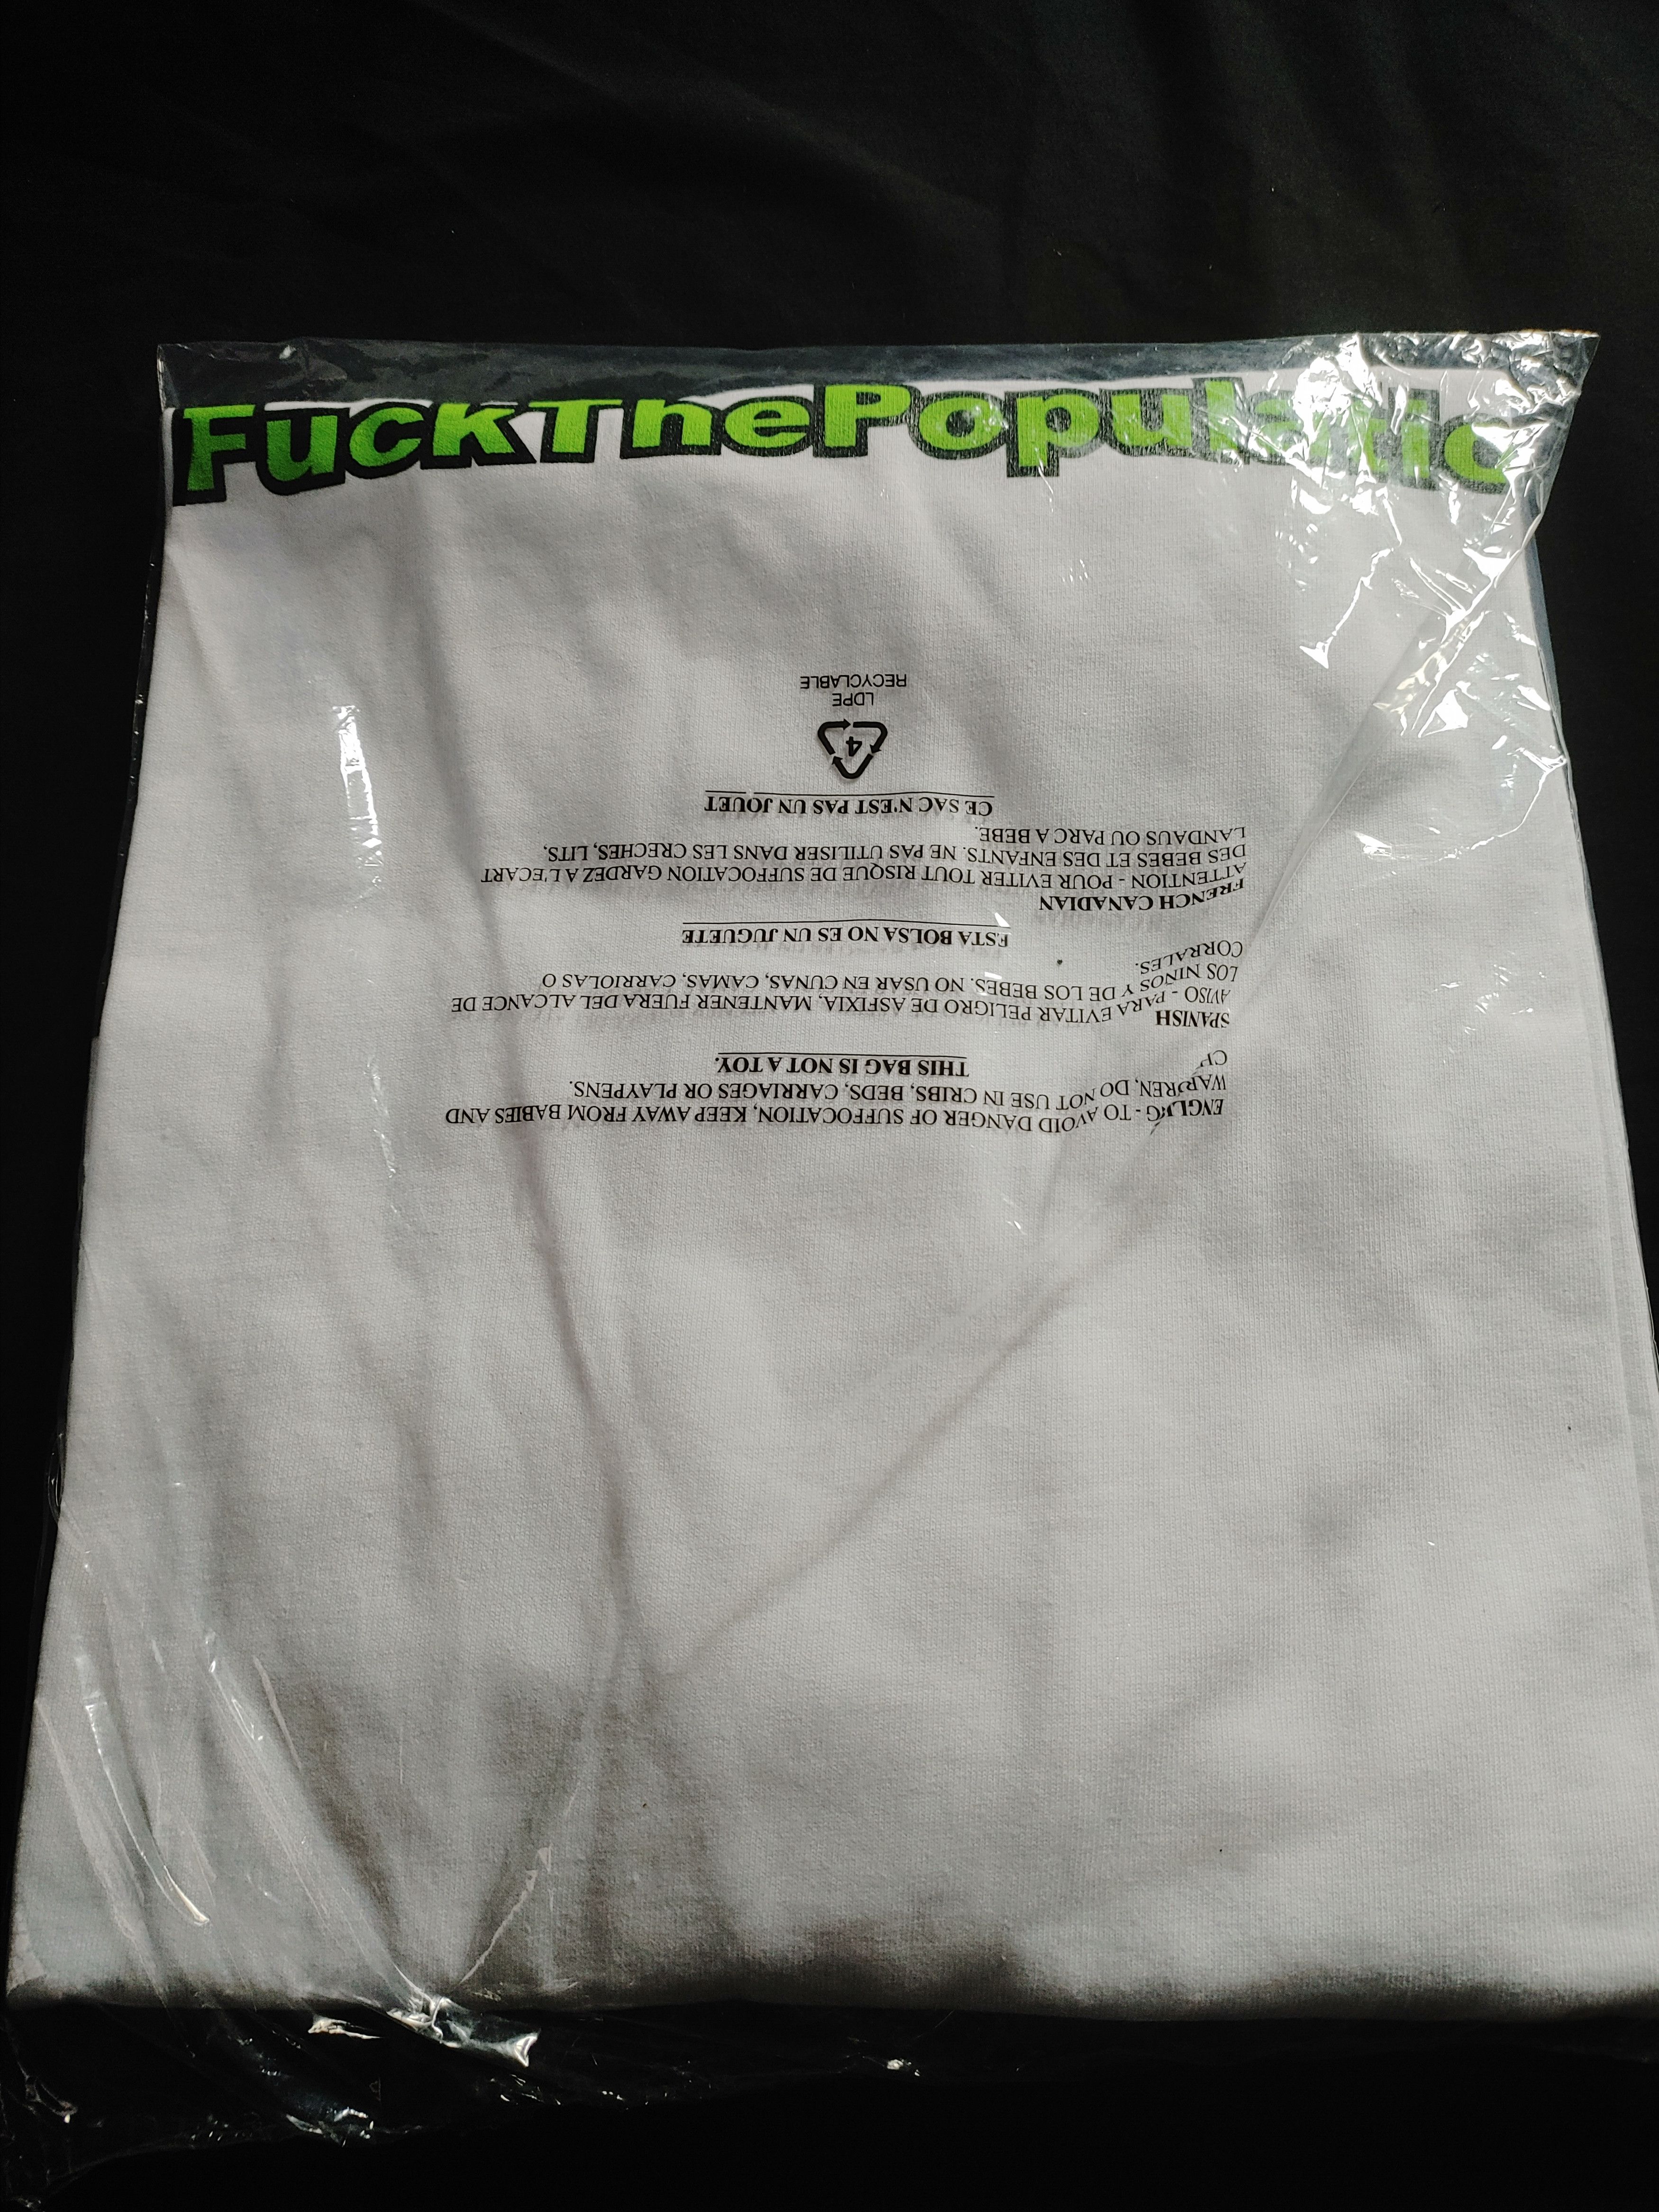 FuckThePopulatio
ENGLISH
WARNING - TO AVOID DANGER OF SUFFOCATION, KEEP AWAY FROM BABIES AND
CHILDREN, DO NOT USE IN CRIBS, BEDS, CARRIAGES OR PLAYPENS.
THIS BAG IS NOT A TOY.
SPANISH
AVISO - PARA EVITAR PELIGRO DE ASFIXIA, MANTENER FUERA DEL ALCANCE DE
LOS NINOS Y DE LOS BEBES. NO USAR EN CUNAS, CAMAS, CARRIOLAS O
CORRALES.
ESTA BOLSA NO ES UN JUGUETE
FRENCH CANADIAN
ATTENTION - POUR EVITER TOUT RISQUE DE SUFFOCATION GARDEZ A L'ECART
DES BEBES ET DES ENFANTS. NE PAS UTILISER DANS LES CRECHES, LITS,
LANDAUS OU PARC A BEBE.
CE SAC N'EST PAS UN JOUET
4
LDPE
RECYCLABLE